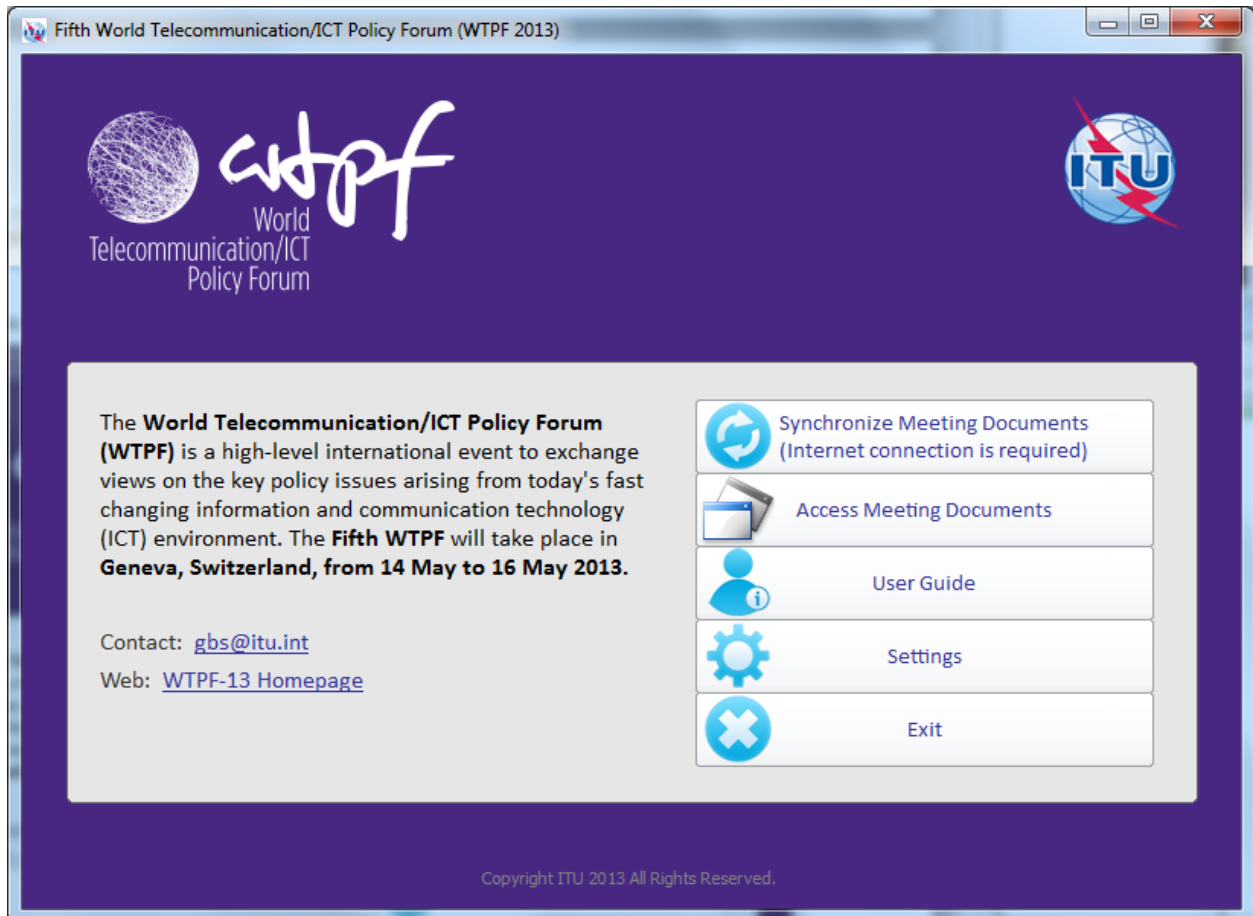 Fifth World Telecommunication/ICT Policy Forum (WTPF 2013)
wtpf
World
Telecommunication/ICT
Policy Forum
ITU
The World Telecommunication/ICT Policy Forum
(WTPF) is a high-level international event to exchange
views on the key policy issues arising from today's fast
changing information and communication technology
(ICT) environment. The Fifth WTPF will take place in
Geneva, Switzerland, from 14 May to 16 May 2013.
Contact: gbs@itu.int
Web: WTPF-13 Homepage
Synchronize Meeting Documents
(Internet connection is required)
Access Meeting Documents
User Guide
Settings
Exit
Copyright ITU 2013 All Rights Reserved.